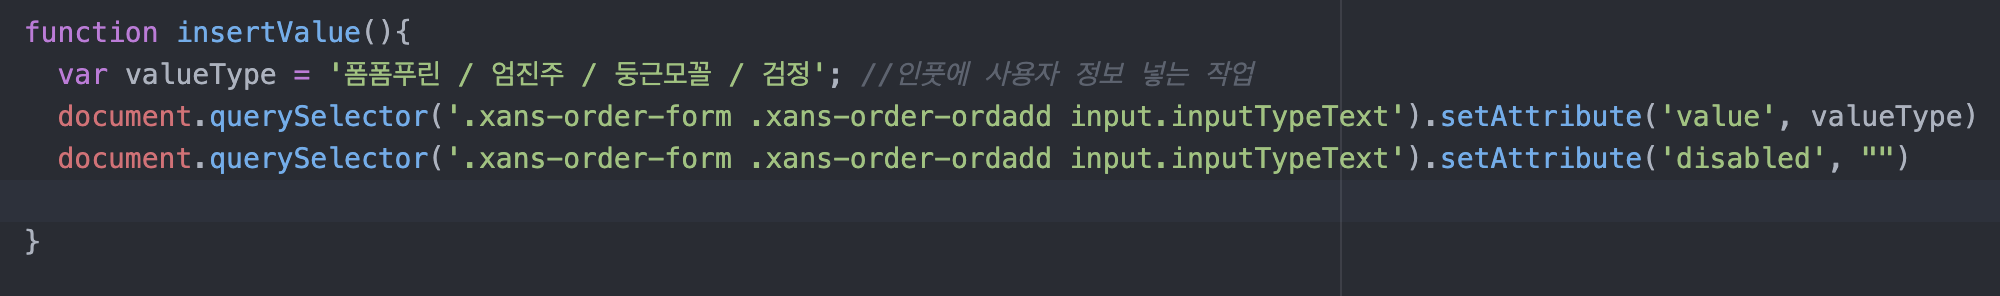 function insertValue(){
var valueType = '폼폼푸린 / 엄진주 / 둥근모꼴 / 검정'; //인풋에 사용자 정보 넣는 작업
document.querySelector('.xans-order-form .xans-order-ordadd input.inputTypeText').setAttribute('value', valueType)
document.querySelector('.xans-order-form .xans-order-ordadd input.inputTypeText').setAttribute('disabled', "")
}